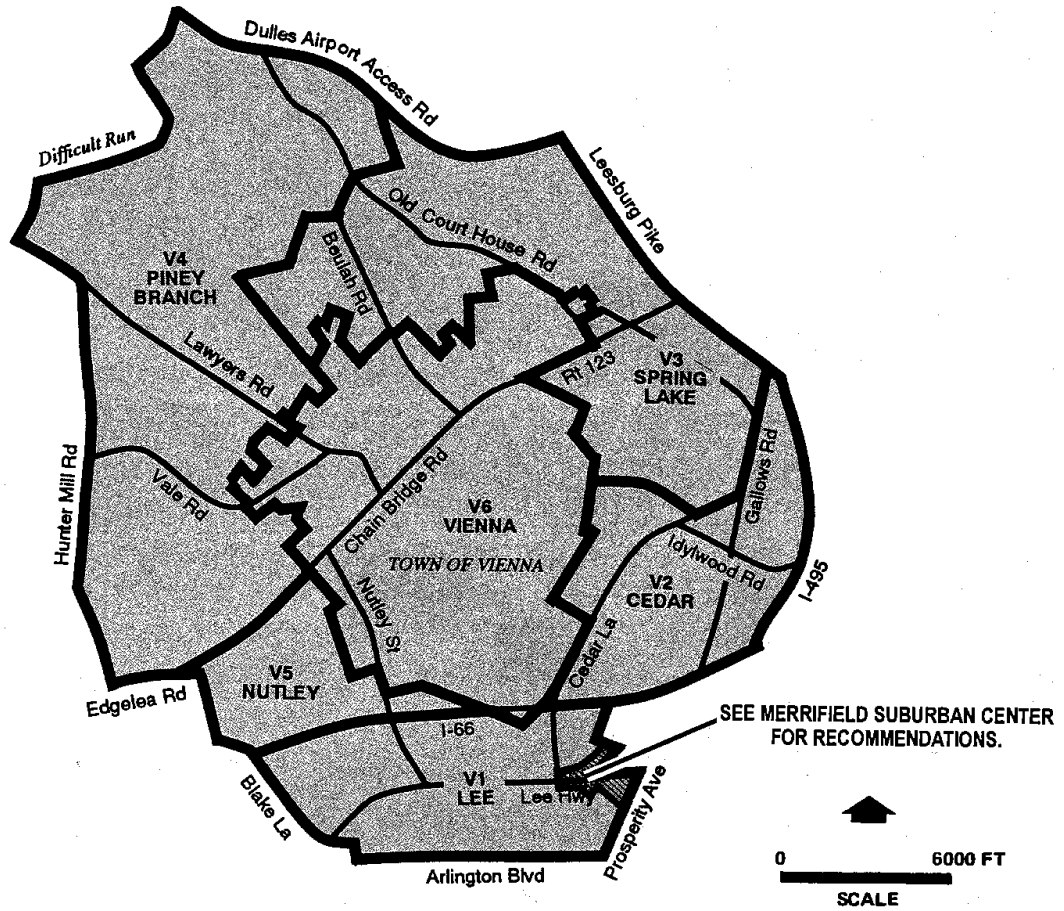 Dulles Airport Access Rd
Difficult Run
Leesburg Pike
Old Court House Rd
Beulah Rd
V4
PINEY
BRANCH
Lawyers Rd
Rt 123
V3
SPRING
LAKE
Hunter Mill Rd
Vale Rd
Chain Bridge Rd
Gallows Rd
V6
VIENNA
TOWN OF VIENNA
Idylwood Rd
I-495
Nutley St
V2
CEDAR
Cedar La
Edgelea Rd
V5
NUTLEY
I-66
SEE MERRIFIELD SUBURBAN CENTER
FOR RECOMMENDATIONS.
Blake La
V1
LEE
Lee Hwy
Prosperity Ave
Arlington Blvd
0 6000 FT
SCALE